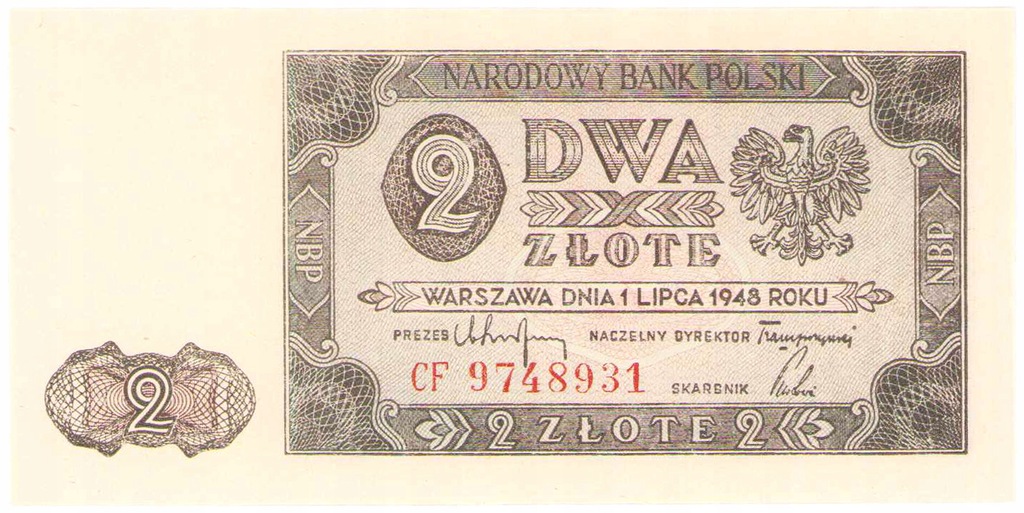 NARODOWY BANK POLSKI
2 DWA
ZŁOTE
NBP
NBP
WARSZAWA DNIA 1 LIPCA 1948 ROKU
PREZES NACZELNY DYREKTOR
CF 9748931 SKARBNIK
2 ZŁOTE 2
2